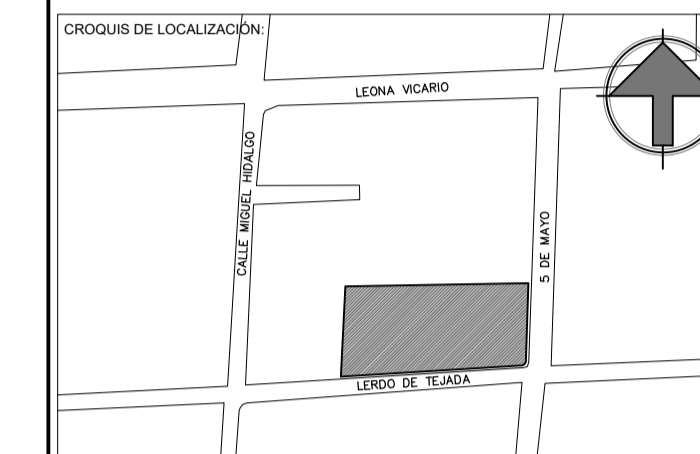 CROQUIS DE LOCALIZACIÓN:
LEONA VICARIO
CALLE MIGUEL HIDALGO
5 DE MAYO
LERDO DE TEJADA